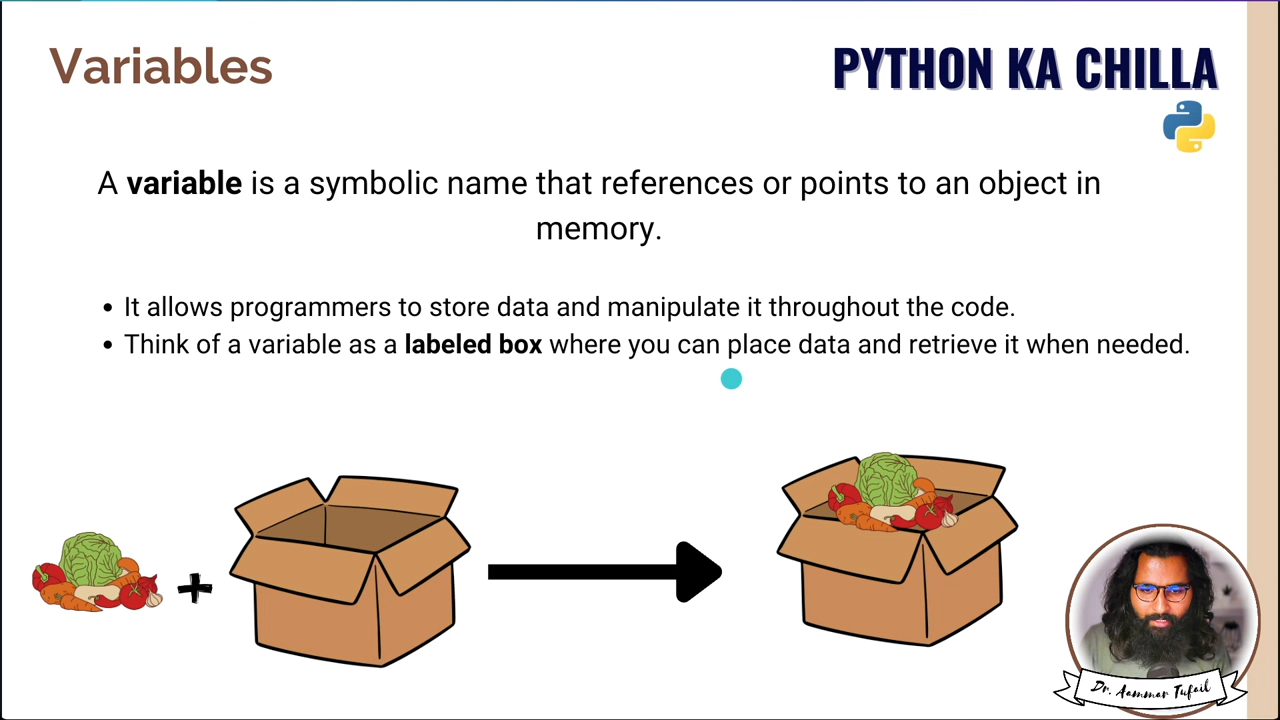 Variables
PYTHON KA CHILLA
A variable is a symbolic name that references or points to an object in
memory.
• It allows programmers to store data and manipulate it throughout the code.
• Think of a variable as a labeled box where you can place data and retrieve it when needed.
+
Dr. Aammar Tufail